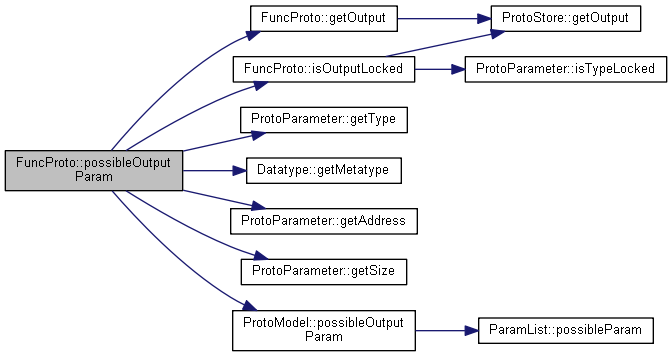 FuncProto::getOutput
ProtoStore::getOutput
FuncProto::isOutputLocked
ProtoParameter::isTypeLocked
ProtoParameter::getType
FuncProto::possibleOutput
Param
Datatype::getMetatype
ProtoParameter::getAddress
ProtoParameter::getSize
ProtoModel::possibleOutput
Param
ParamList::possibleParam